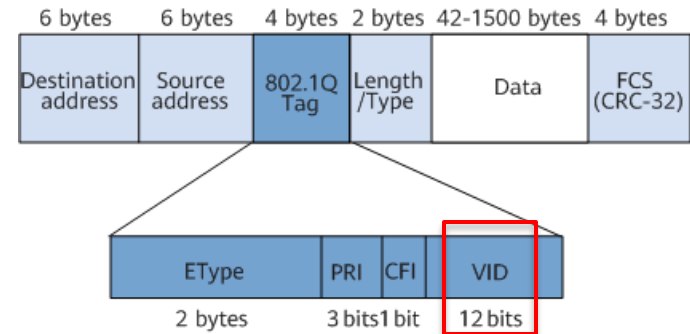 6 bytes 6 bytes 4 bytes 2 bytes 42-1500 bytes 4 bytes
Destination address
Source address
802.1Q Tag
Length /Type
Data
FCS (CRC-32)
EType PRI CFI VID
2 bytes 3 bits 1 bit 12 bits